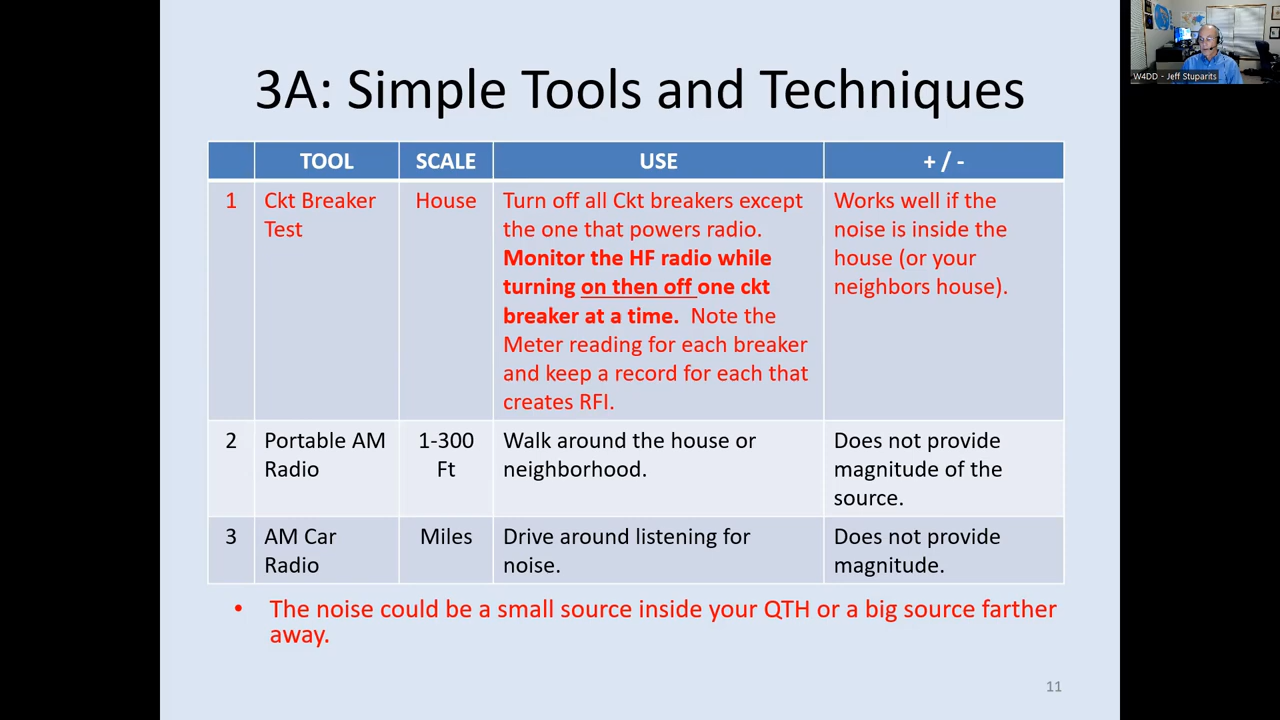 3A: Simple Tools and Techniques
TOOL SCALE USE + / -
1 Ckt Breaker House Turn off all Ckt breakers except Works well if the
Test the one that powers radio. noise is inside the
Monitor the HF radio while house (or your
turning on then off one ckt neighbors house).
breaker at a time. Note the
Meter reading for each breaker
and keep a record for each that
creates RFI.
2 Portable AM 1-300 Walk around the house or Does not provide
Radio Ft neighborhood. magnitude of the
source.
3 AM Car Miles Drive around listening for Does not provide
Radio noise. magnitude.
• The noise could be a small source inside your QTH or a big source farther
away.
11
W4DD - Jeff Stuparits